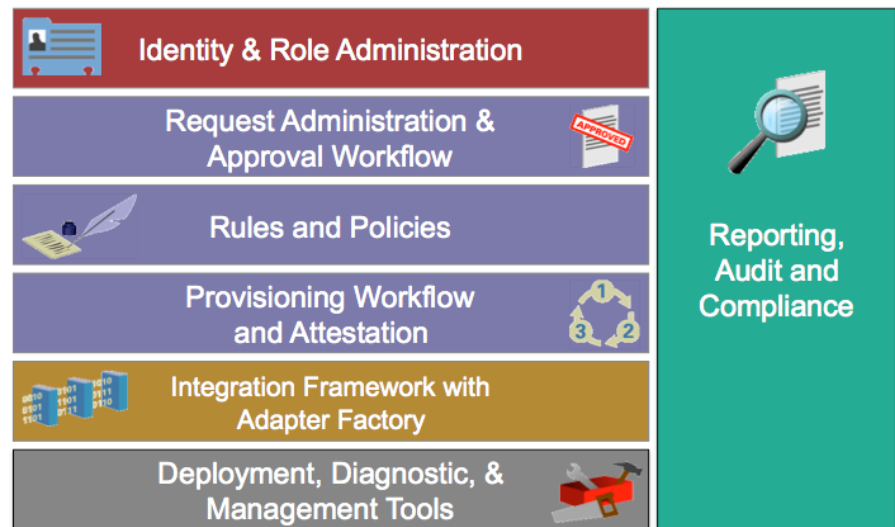 Identity & Role Administration
Request Administration &
Approval Workflow
APPROVED
Rules and Policies
Provisioning Workflow
and Attestation
1
3
2
Integration Framework with
Adapter Factory
Deployment, Diagnostic, &
Management Tools
Reporting,
Audit and
Compliance